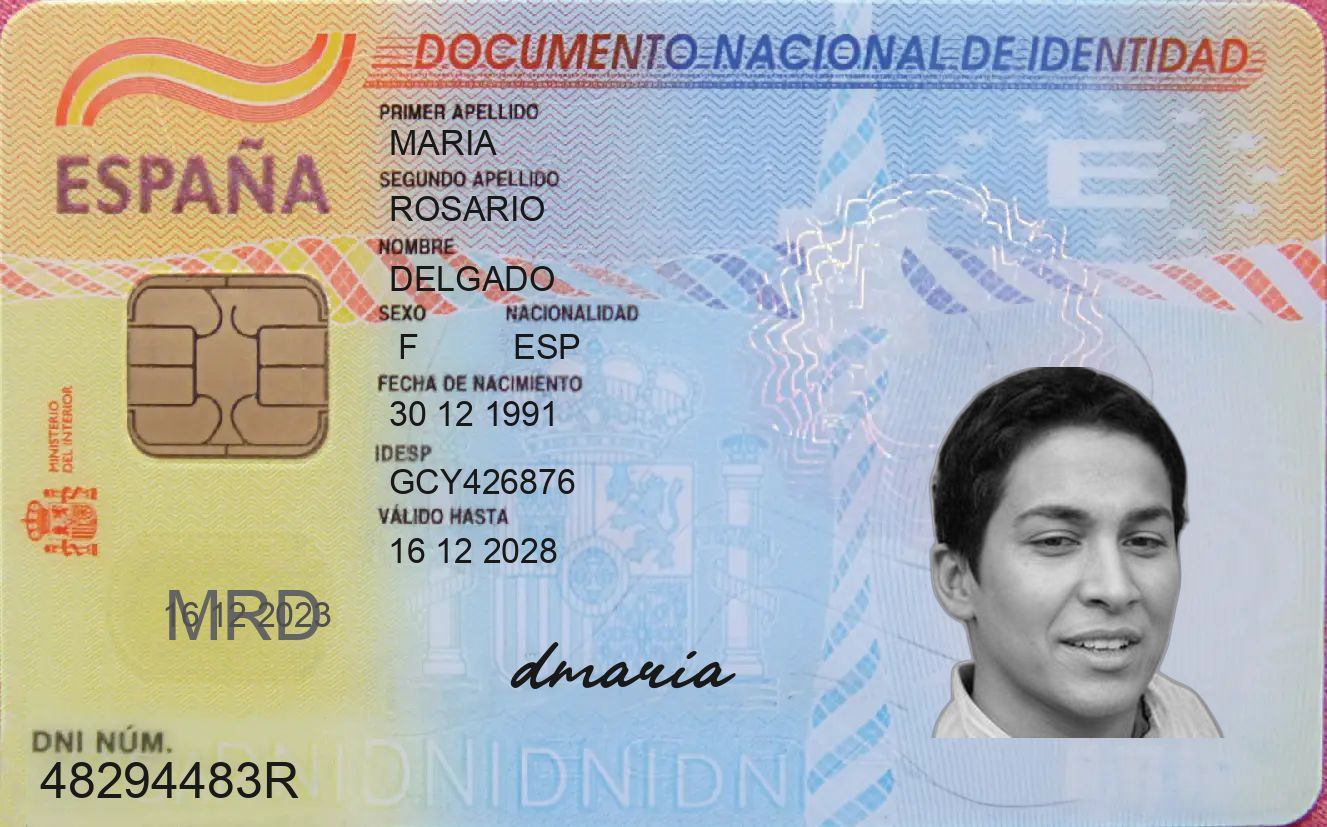 DOCUMENTO NACIONAL DE IDENTIDAD
ESPAÑA
PRIMER APELLIDO
MARIA
SEGUNDO APELLIDO
ROSARIO
NOMBRE
DELGADO
SEXO NACIONALIDAD
F ESP
FECHA DE NACIMIENTO
30 12 1991
IDESP
GCY426876
VÁLIDO HASTA
16 12 2028
MINISTERIO
DEL INTERIOR
E
16 12 2023
MRD
dmaria
DNI NÚM.
48294483R
DNIDNIDNIDNI